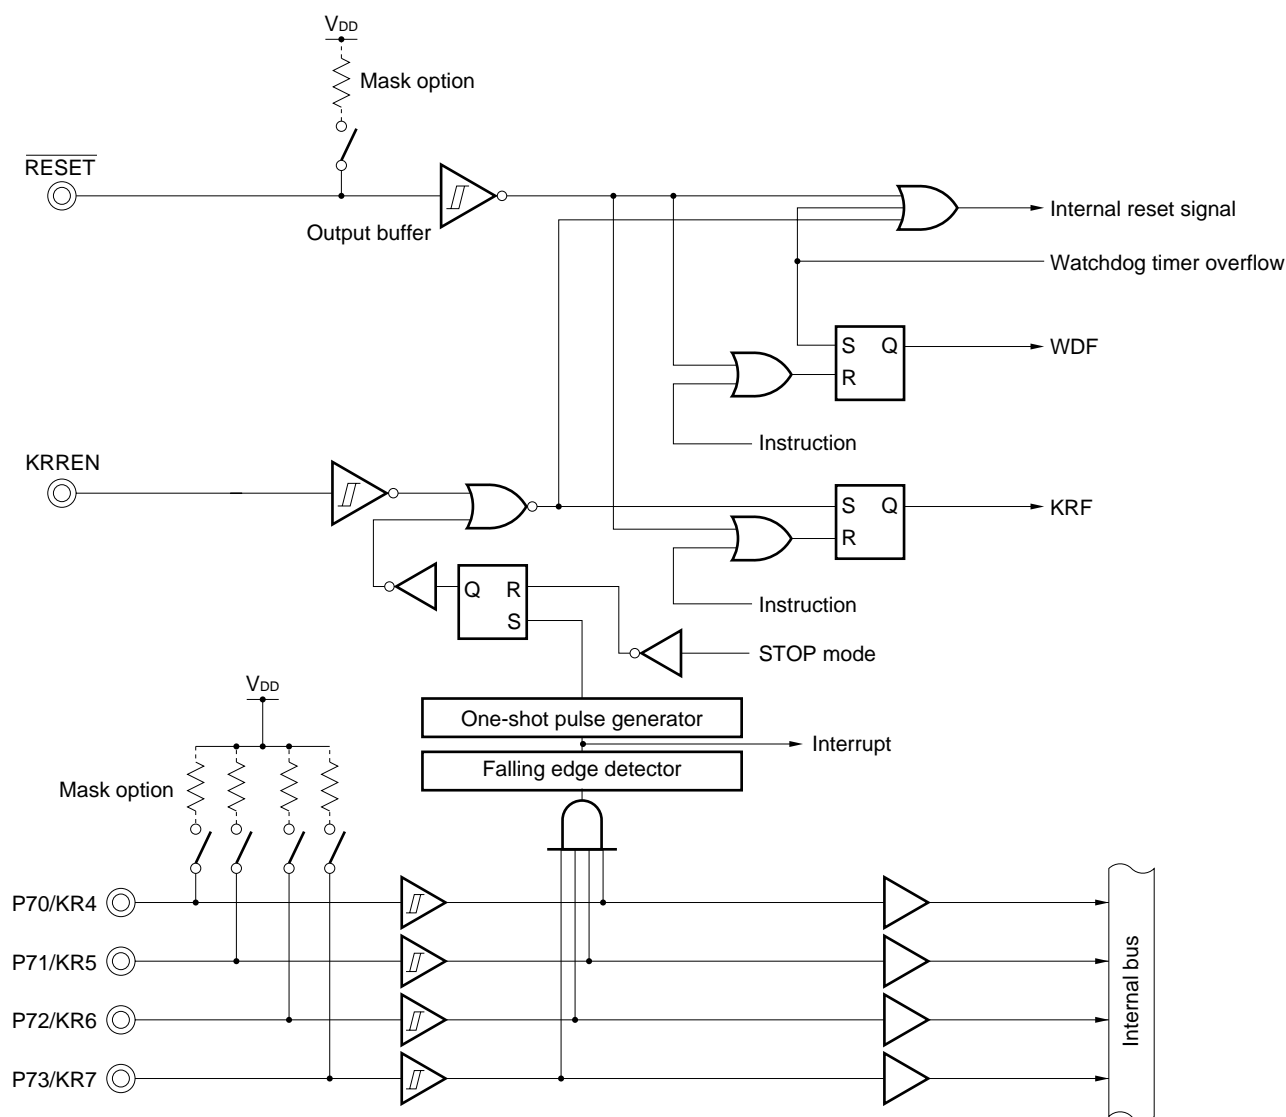 VDD
Mask option
RESET
Output buffer
Internal reset signal
Watchdog timer overflow
S Q
R
WDF
Instruction
KRREN
S Q
R
KRF
Q R
S
Instruction
STOP mode
VDD
One-shot pulse generator
Interrupt
Falling edge detector
Mask option
P70/KR4
P71/KR5
P72/KR6
P73/KR7
Internal bus